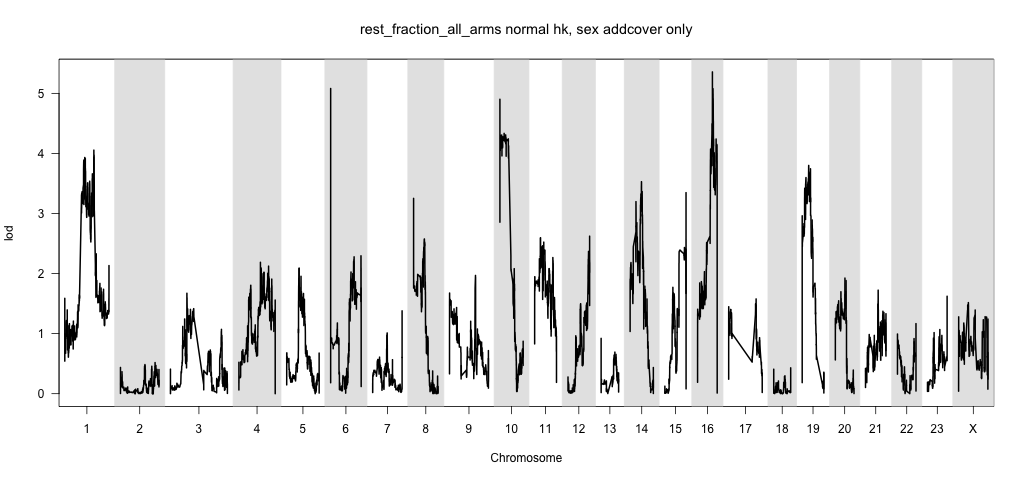 rest_fraction_all_arms normal hk, sex addcover only
5
4
3
2
1
0
lod
1 2 3 4 5 6 7 8 9 10 11 12 13 14 15 16 17 18 19 20 21 22 23 X
Chromosome